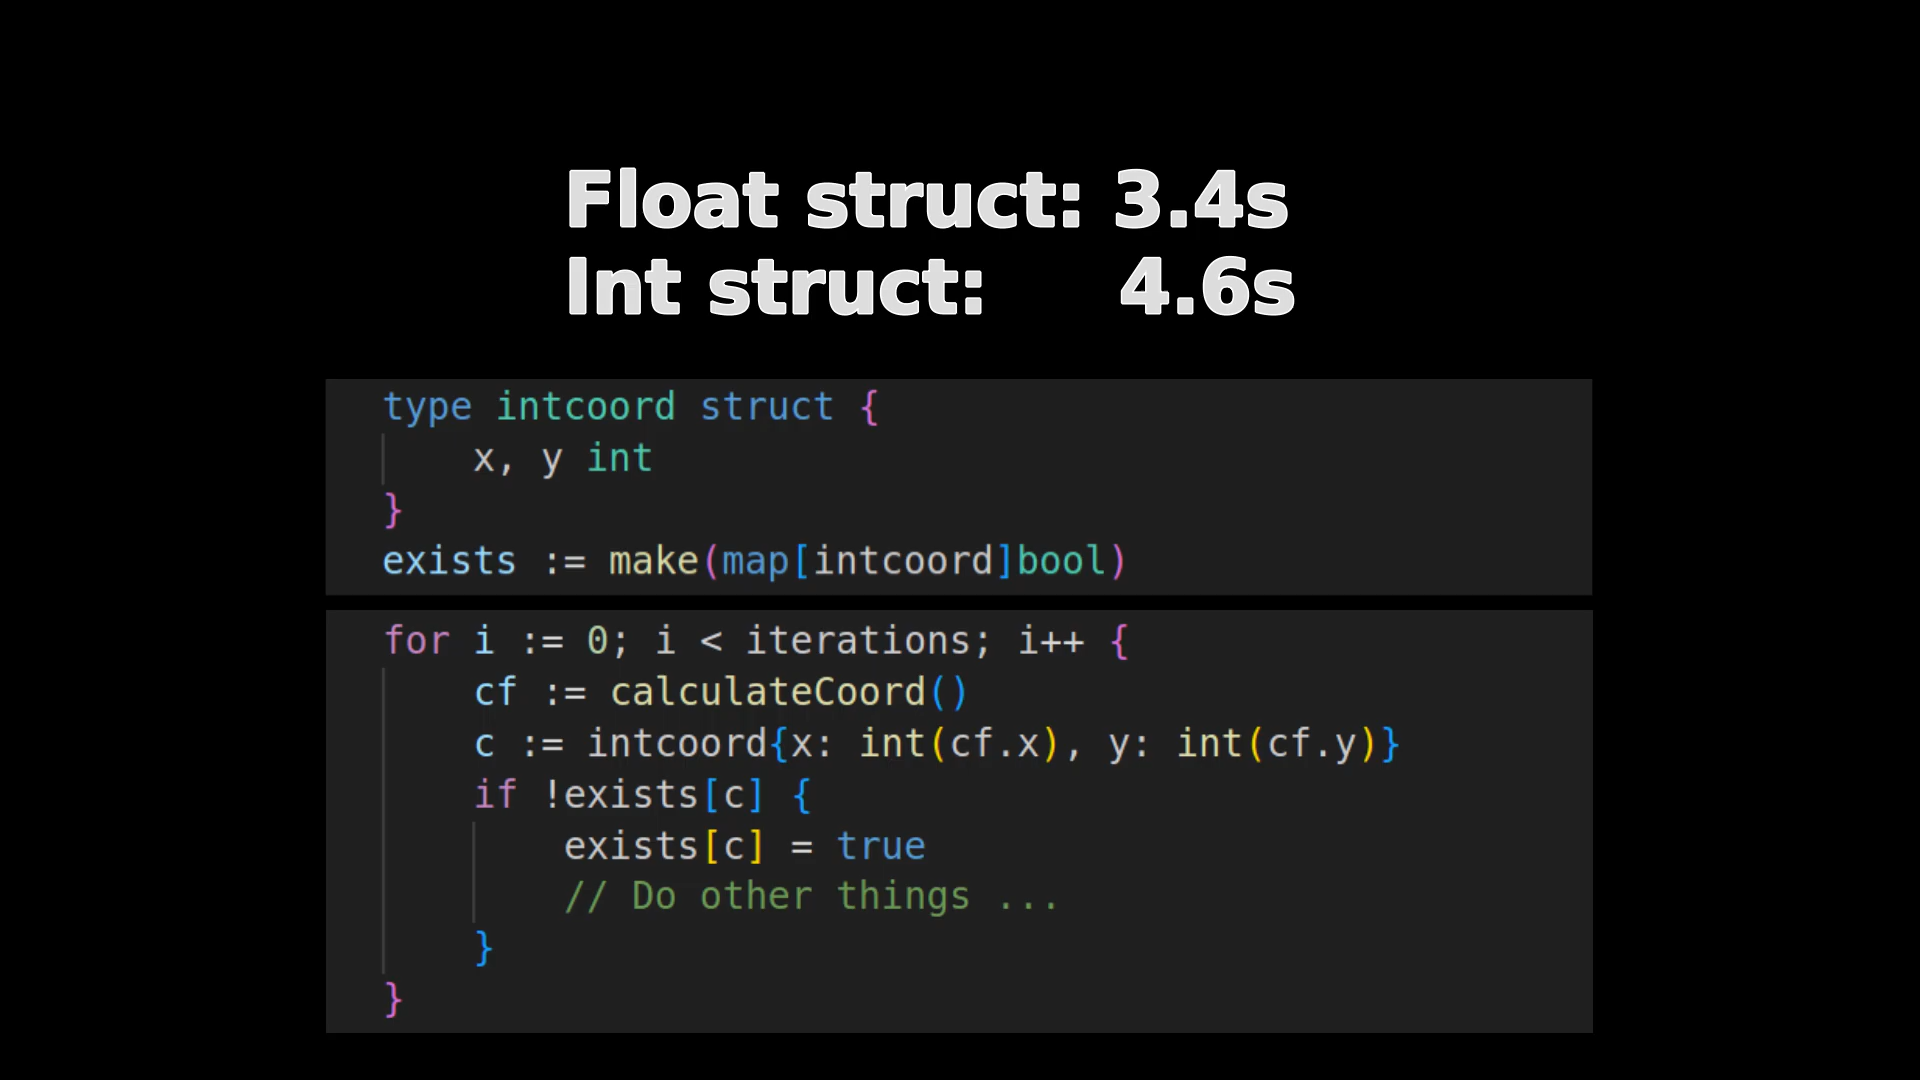 Float struct: 3.4s
Int struct: 4.6s
type intcoord struct {
    x, y int
}
exists := make(map[intcoord]bool)
for i := 0; i < iterations; i++ {
    cf := calculateCoord()
    c := intcoord{x: int(cf.x), y: int(cf.y)}
    if !exists[c] {
        exists[c] = true
        // Do other things ...
    }
}